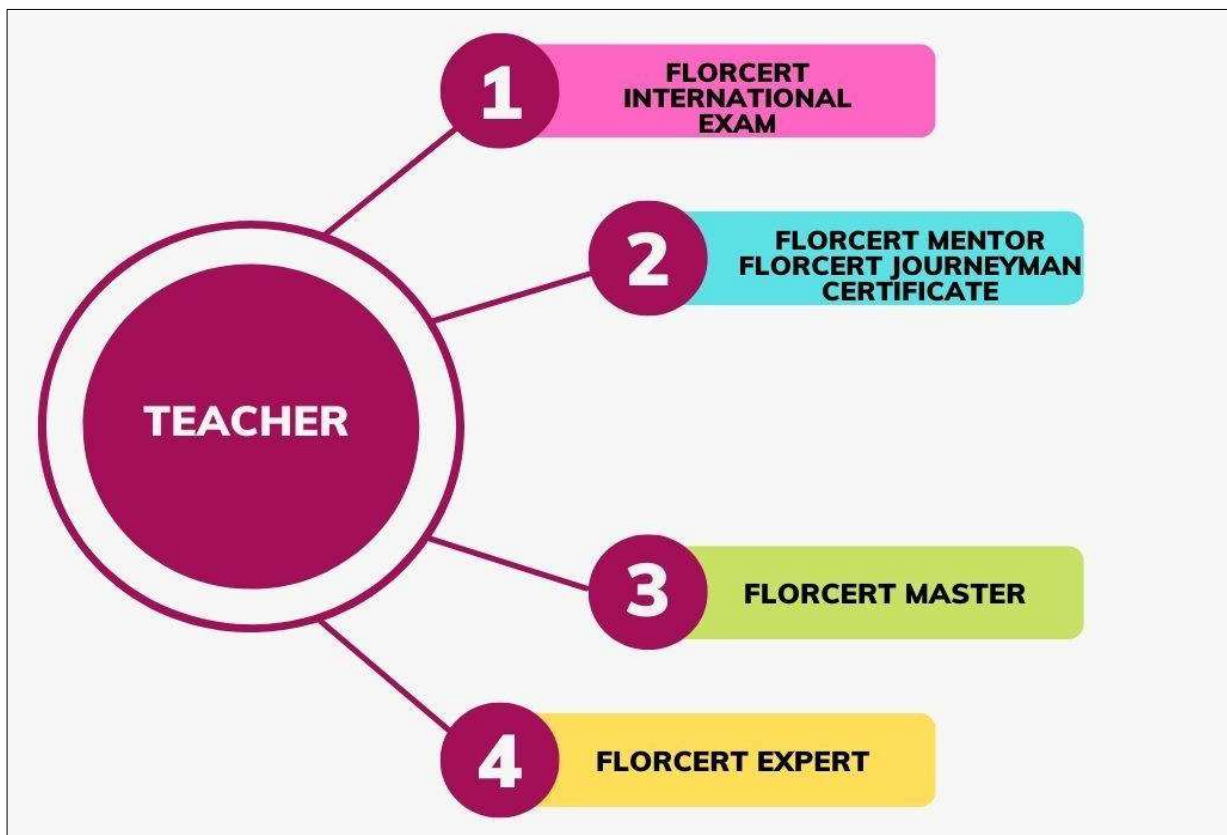 1
FLORCERT
INTERNATIONAL
EXAM
2
FLORCERT MENTOR
FLORCERT JOURNEYMAN
CERTIFICATE
TEACHER
3
FLORCERT MASTER
4
FLORCERT EXPERT